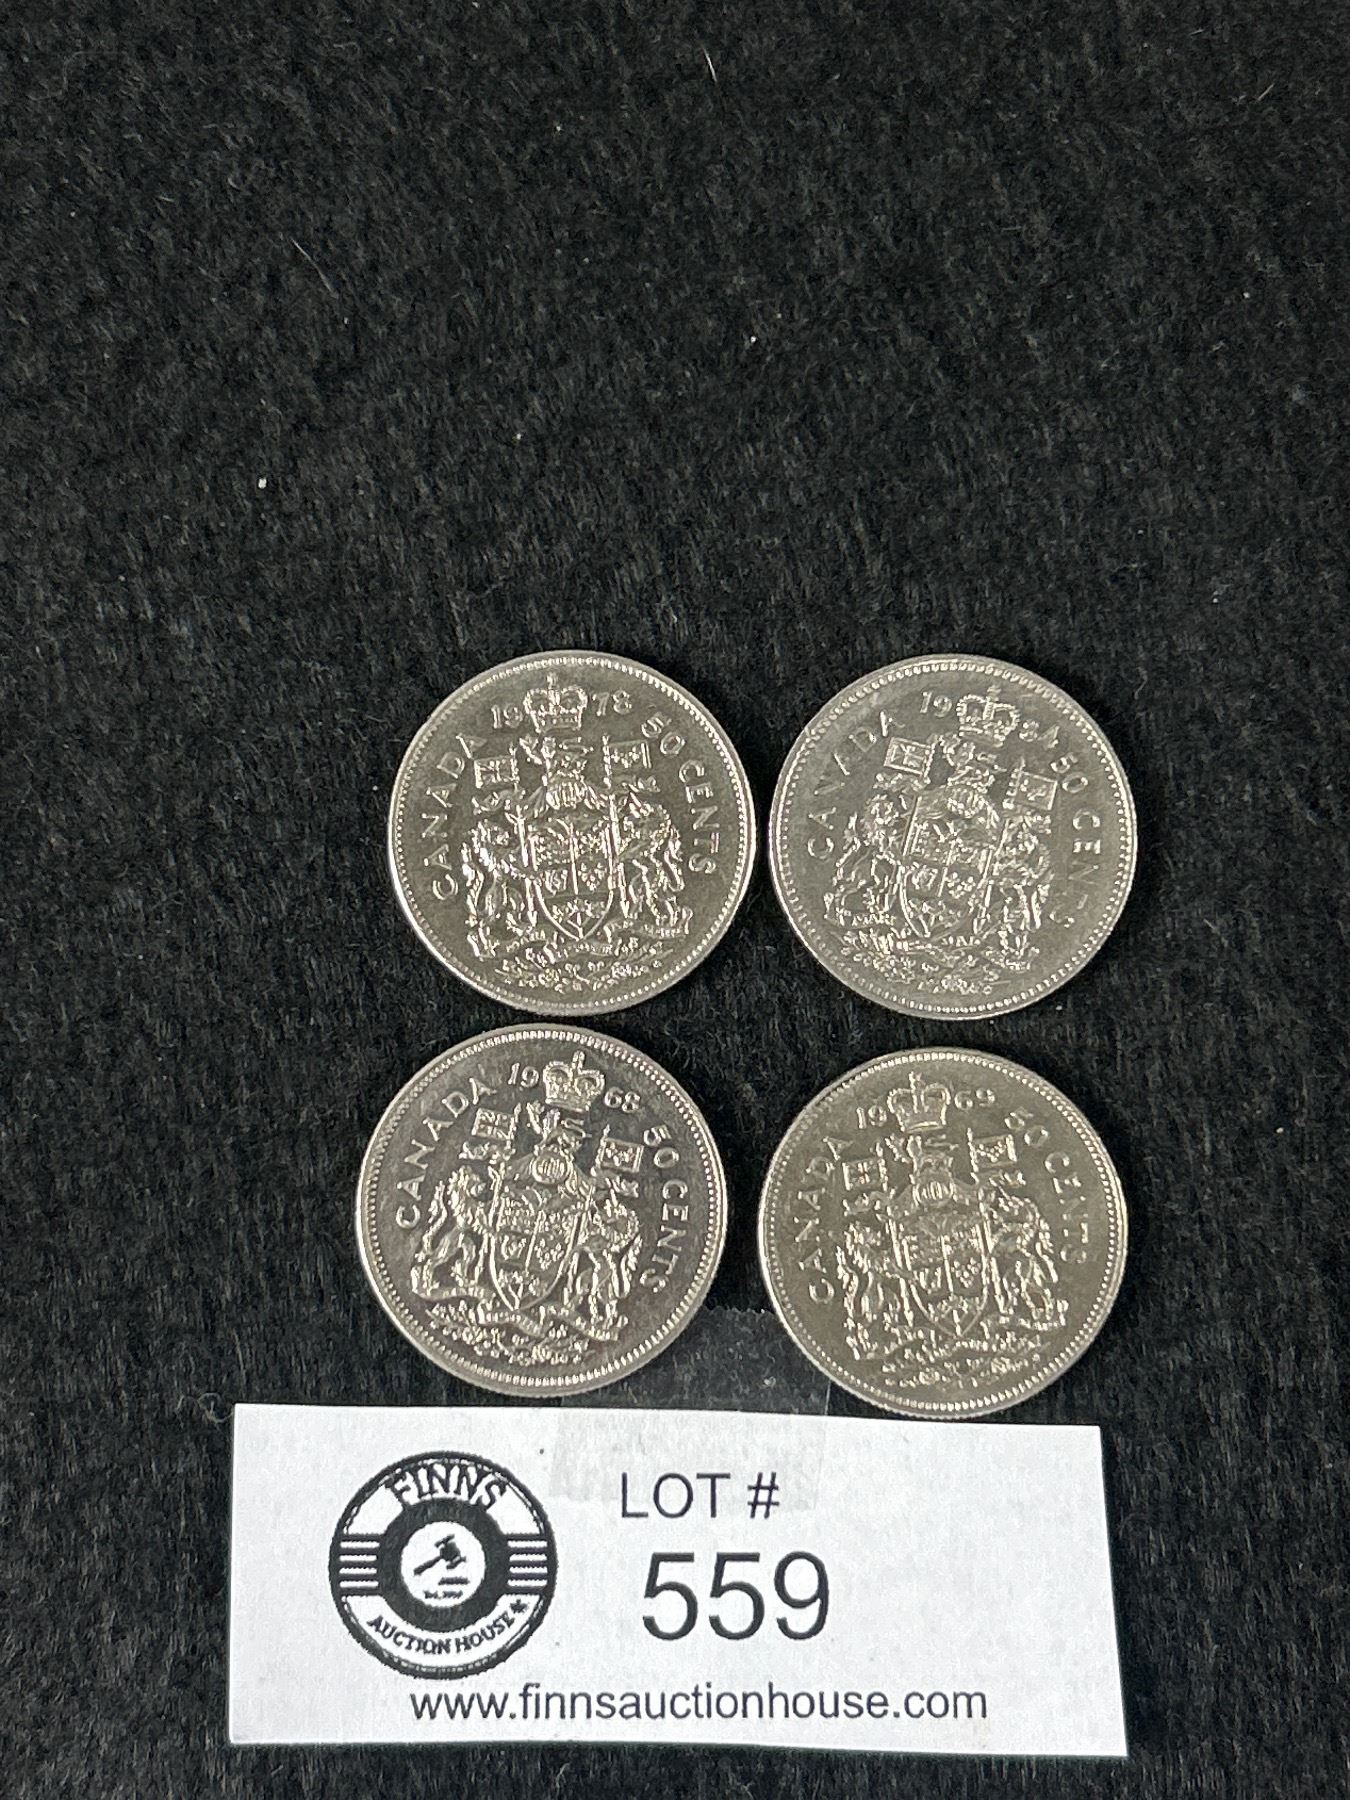 CANADA 1978 50 CENTS
CANADA 1984 50 CENTS
CANADA 1968 50 CENTS
CANADA 1969 50 CENTS
FINNS
AUCTION HOUSE
LOT #
559
www.finnsauctionhouse.com